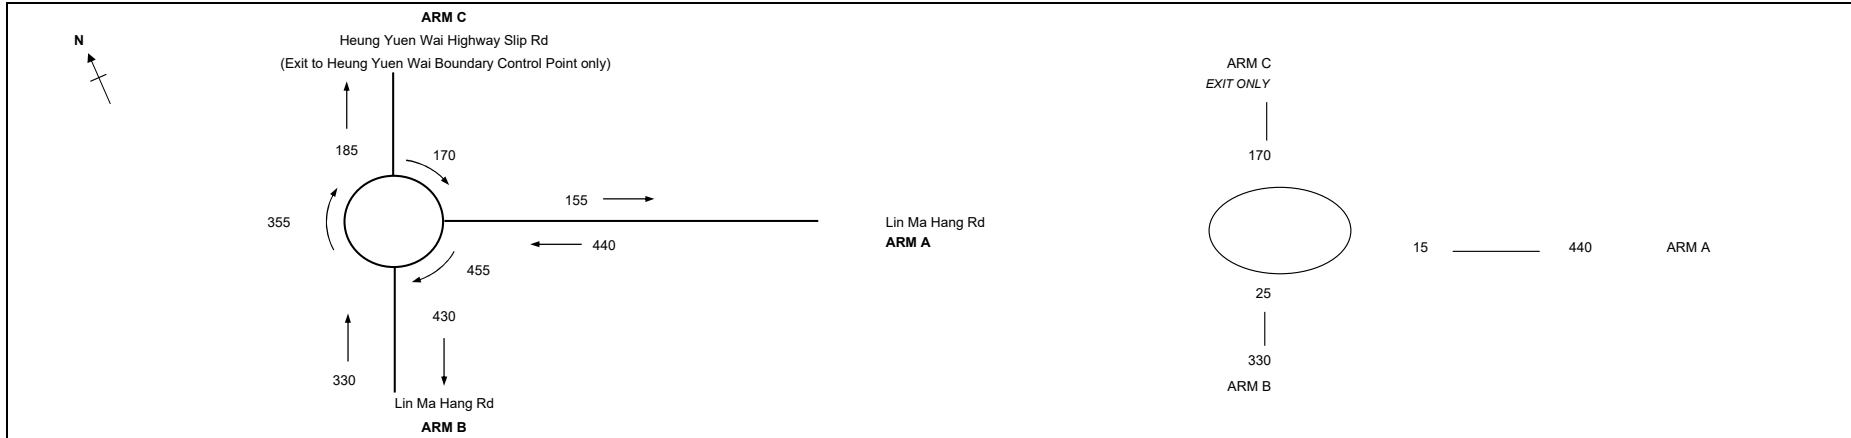 ARM C
N
Heung Yuen Wai Highway Slip Rd
(Exit to Heung Yuen Wai Boundary Control Point only)
185
170
355
155
440
455
430
330
Lin Ma Hang Rd
ARM A
Lin Ma Hang Rd
ARM B
ARM C
EXIT ONLY
170
15
440
ARM A
25
330
ARM B